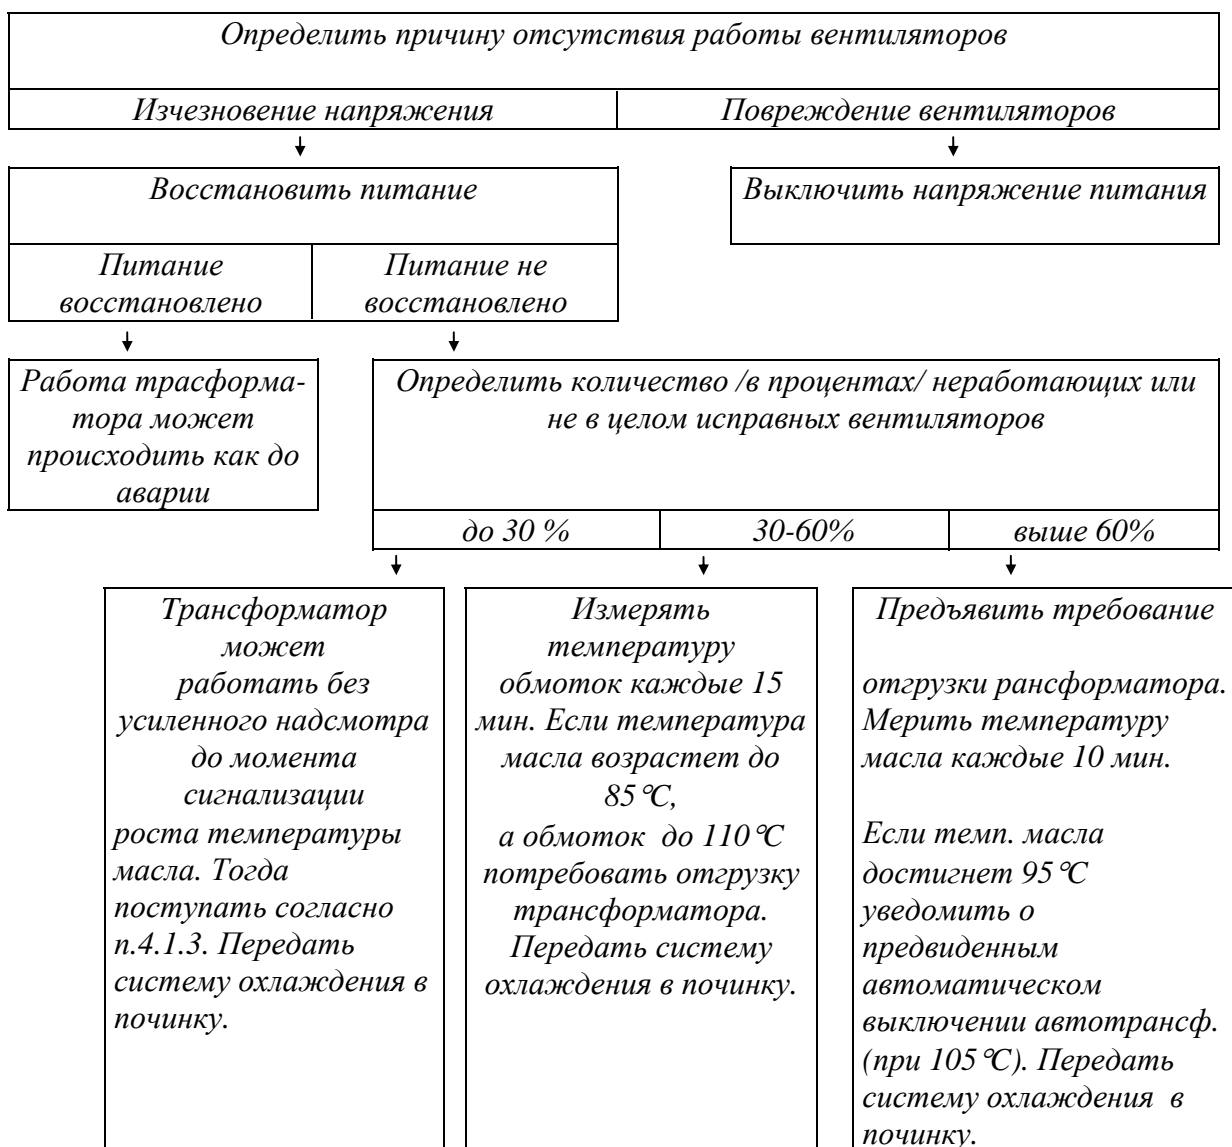 Определить причину отсутствия работы вентиляторов
Изчезновение напряжения
Повреждение вентиляторов
Восстановить питание
Выключить напряжение питания
Питание
восстановлено
Питание не
восстановлено
Работа трасформа-
тора может
происходить как до
аварии
Определить количество /в процентах/ неработающих или
не в целом исправных вентиляторов
до 30 %
30-60%
выше 60%
Трансформатор
может
работать без
усиленного надсмотра
до момента
сигнализации
роста температуры
масла. Тогда
поступать согласно
п.4.1.3. Передать
систему охлаждения в
починку.
Измерять
температуру
обмоток каждые 15
мин. Если температура
масла возрастет до
85℃,
а обмоток до 110℃
потребовать отгрузку
трансформатора.
Передать систему
охлаждения в починку.
Предъявить требование
отгрузки рансформатора.
Мерить температуру
масла каждые 10 мин.
Если темп. масла
достигнет 95℃
уведомить о
предвиденным
автоматическом
выключении автотрансф.
(при 105℃). Передать
систему охлаждения в
починку.